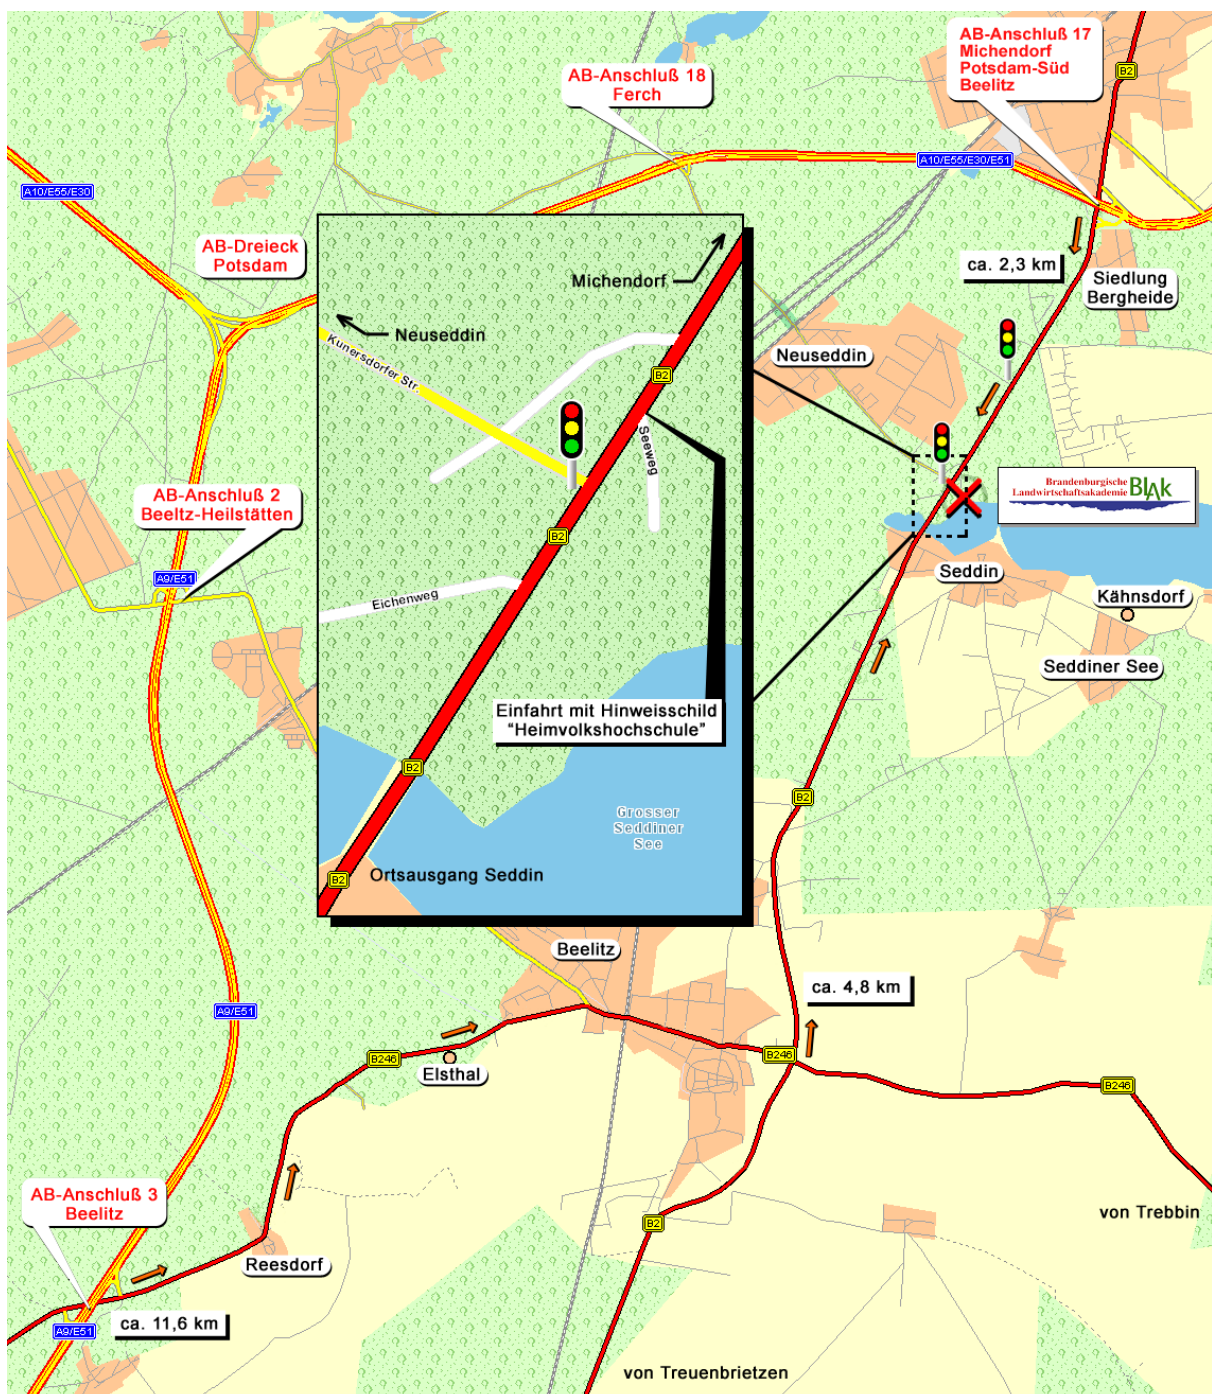 AB-Anschluß 17
Michendorf
Potsdam-Süd
Beelitz
B2
AB-Anschluß 18
Ferch
A10/E55/E30/E51
A10/E55/E30
AB-Dreieck
Potsdam
ca. 2,3 km
Siedlung
Bergheide
Michendorf
Neuseddin
Kunersdorfer Str.
B2
Seeweg
Neuseddin
AB-Anschluß 2
Beeltz-Heilstätten
Brandenburgische
Landwirtschaftsakademie
BLAk
B2
A9/E51
Seddin
Eichenweg
Kähnsdorf
Seddiner See
Einfahrt mit Hinweisschild
“Heimvolkshochschule”
B2
B2
Grosser
Seddiner
See
B2
Ortsausgang Seddin
Beelitz
ca. 4,8 km
A9/E51
B246
B246
Elsthal
B246
AB-Anschluß 3
Beelitz
von Trebbin
B2
Reesdorf
ca. 11,6 km
A9/E51
von Treuenbrietzen